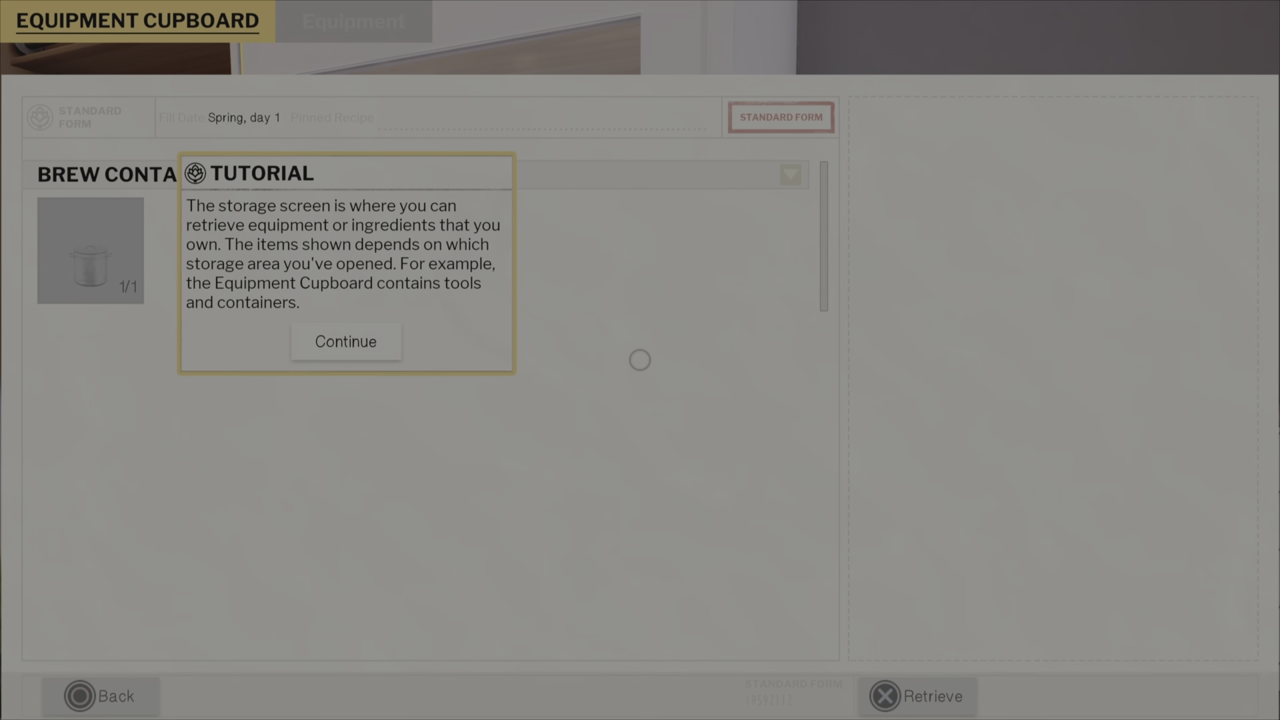 EQUIPMENT CUPBOARD
Equipment
STANDARD
FORM
Fill Date Spring, day 1 Pinned Recipe
STANDARD FORM
BREW CONTA
TUTORIAL
The storage screen is where you can
retrieve equipment or ingredients that you
own. The items shown depends on which
storage area you've opened. For example,
the Equipment Cupboard contains tools
and containers.
1/1
Continue
Back
STANDARD FORM
Retrieve